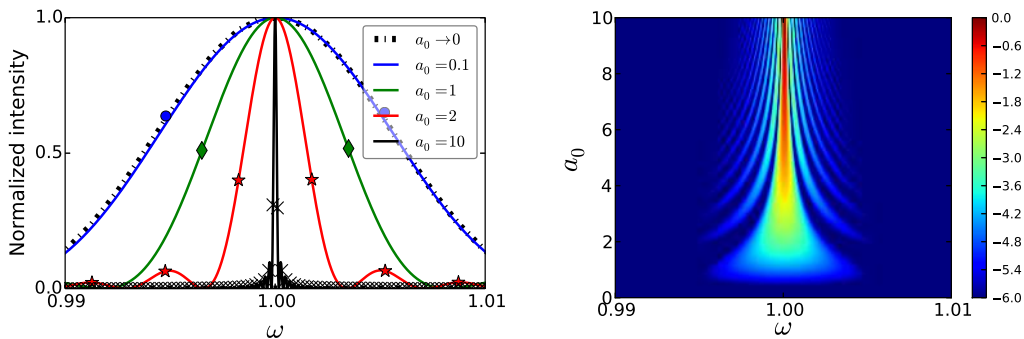 1.0
0.5
0.0
Normalized intensity
0.99
1.00
1.01
ω
a₀ →0
a₀ =0.1
a₀ =1
a₀ =2
a₀ =10
10
8
6
4
2
0
a₀
0.99
1.00
1.01
ω
0.0
−0.6
−1.2
−1.8
−2.4
−3.0
−3.6
−4.2
−4.8
−5.4
−6.0